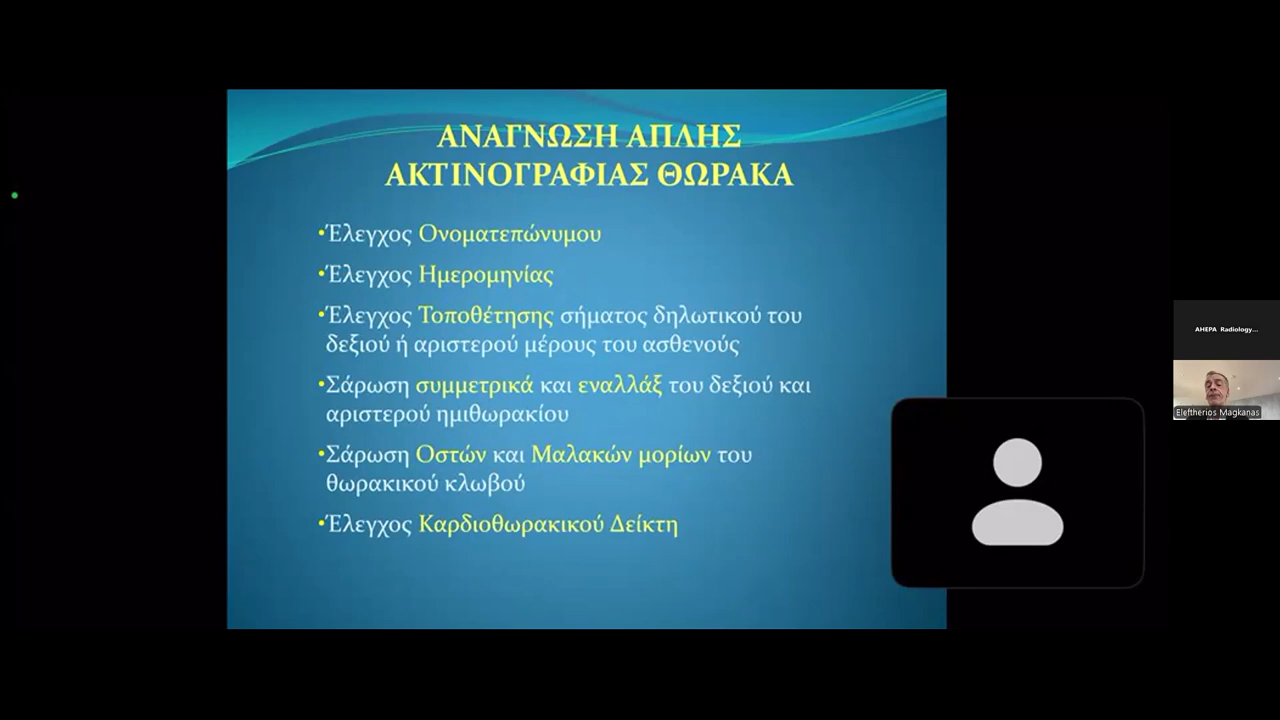 ΑΝΑΓΝΩΣΗ ΑΠΛΗΣ
ΑΚΤΙΝΟΓΡΑΦΙΑΣ ΘΩΡΑΚΑ
•Έλεγχος Ονοματεπώνυμου
•Έλεγχος Ημερομηνίας
•Έλεγχος Τοποθέτησης σήματος δηλωτικού του
δεξιού ή αριστερού μέρους του ασθενούς
•Σάρωση συμμετρικά και εναλλάξ του δεξιού και
αριστερού ημιθωρακίου
•Σάρωση Οστών και Μαλακών μορίων του
θωρακικού κλωβού
•Έλεγχος Καρδιοθωρακικού Δείκτη
AHEPA Radiology...
Eleftherios Magkanas